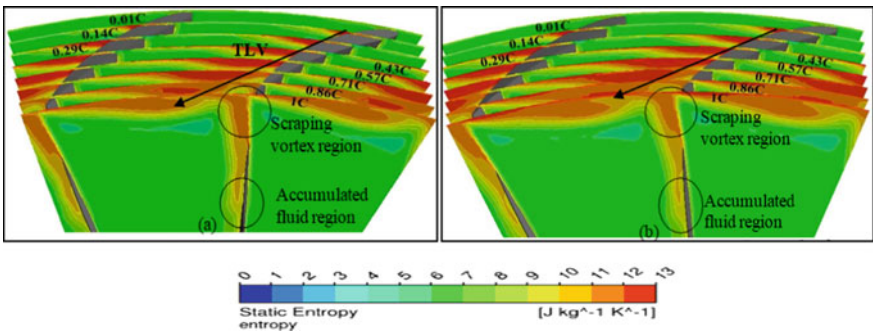 0.01C
0.14C
0.29C
TLV
0.43C
0.57C
0.71C
0.86C
1C
Scraping
vortex region
Accumulated
fluid region
(a)
0.01C
0.14C
0.29C
TLV
0.43C
0.57C
0.71C
0.86C
1C
Scraping
vortex region
Accumulated
fluid region
(b)
0 1 2 3 4 5 6 7 8 9 10 11 12 13
Static Entropy [J kg^-1 K^-1]
entropy